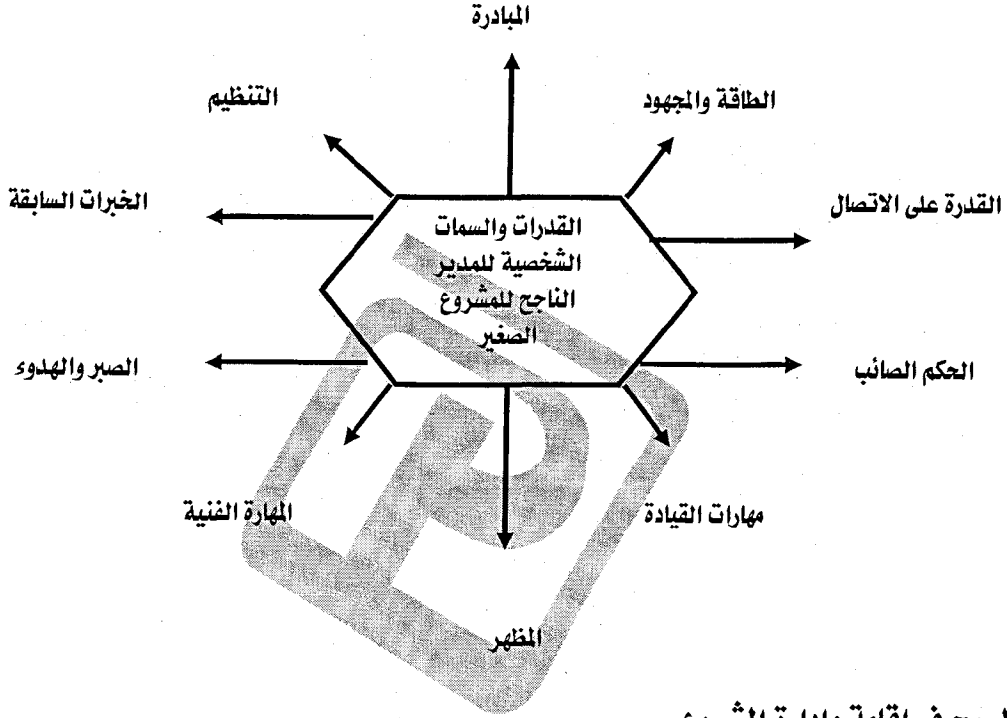 المبادرة
الطاقة والمجهود
التنظيم
القدرة على الاتصال
الخبرات السابقة
القدرات والسمات
الشخصية للمدير
الناجح للمشروع
الصغير
الحكم الصائب
الصبر والهدوء
مهارات القيادة
المهارة الفنية
المظهر